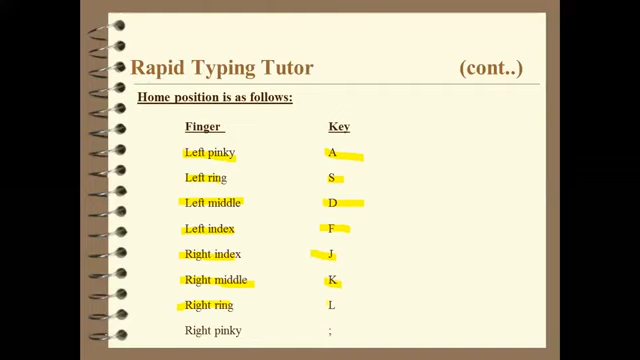 Rapid Typing Tutor (cont..)
Home position is as follows:
Finger Key
Left pinky A
Left ring S
Left middle D
Left index F
Right index J
Right middle K
Right ring L
Right pinky ;